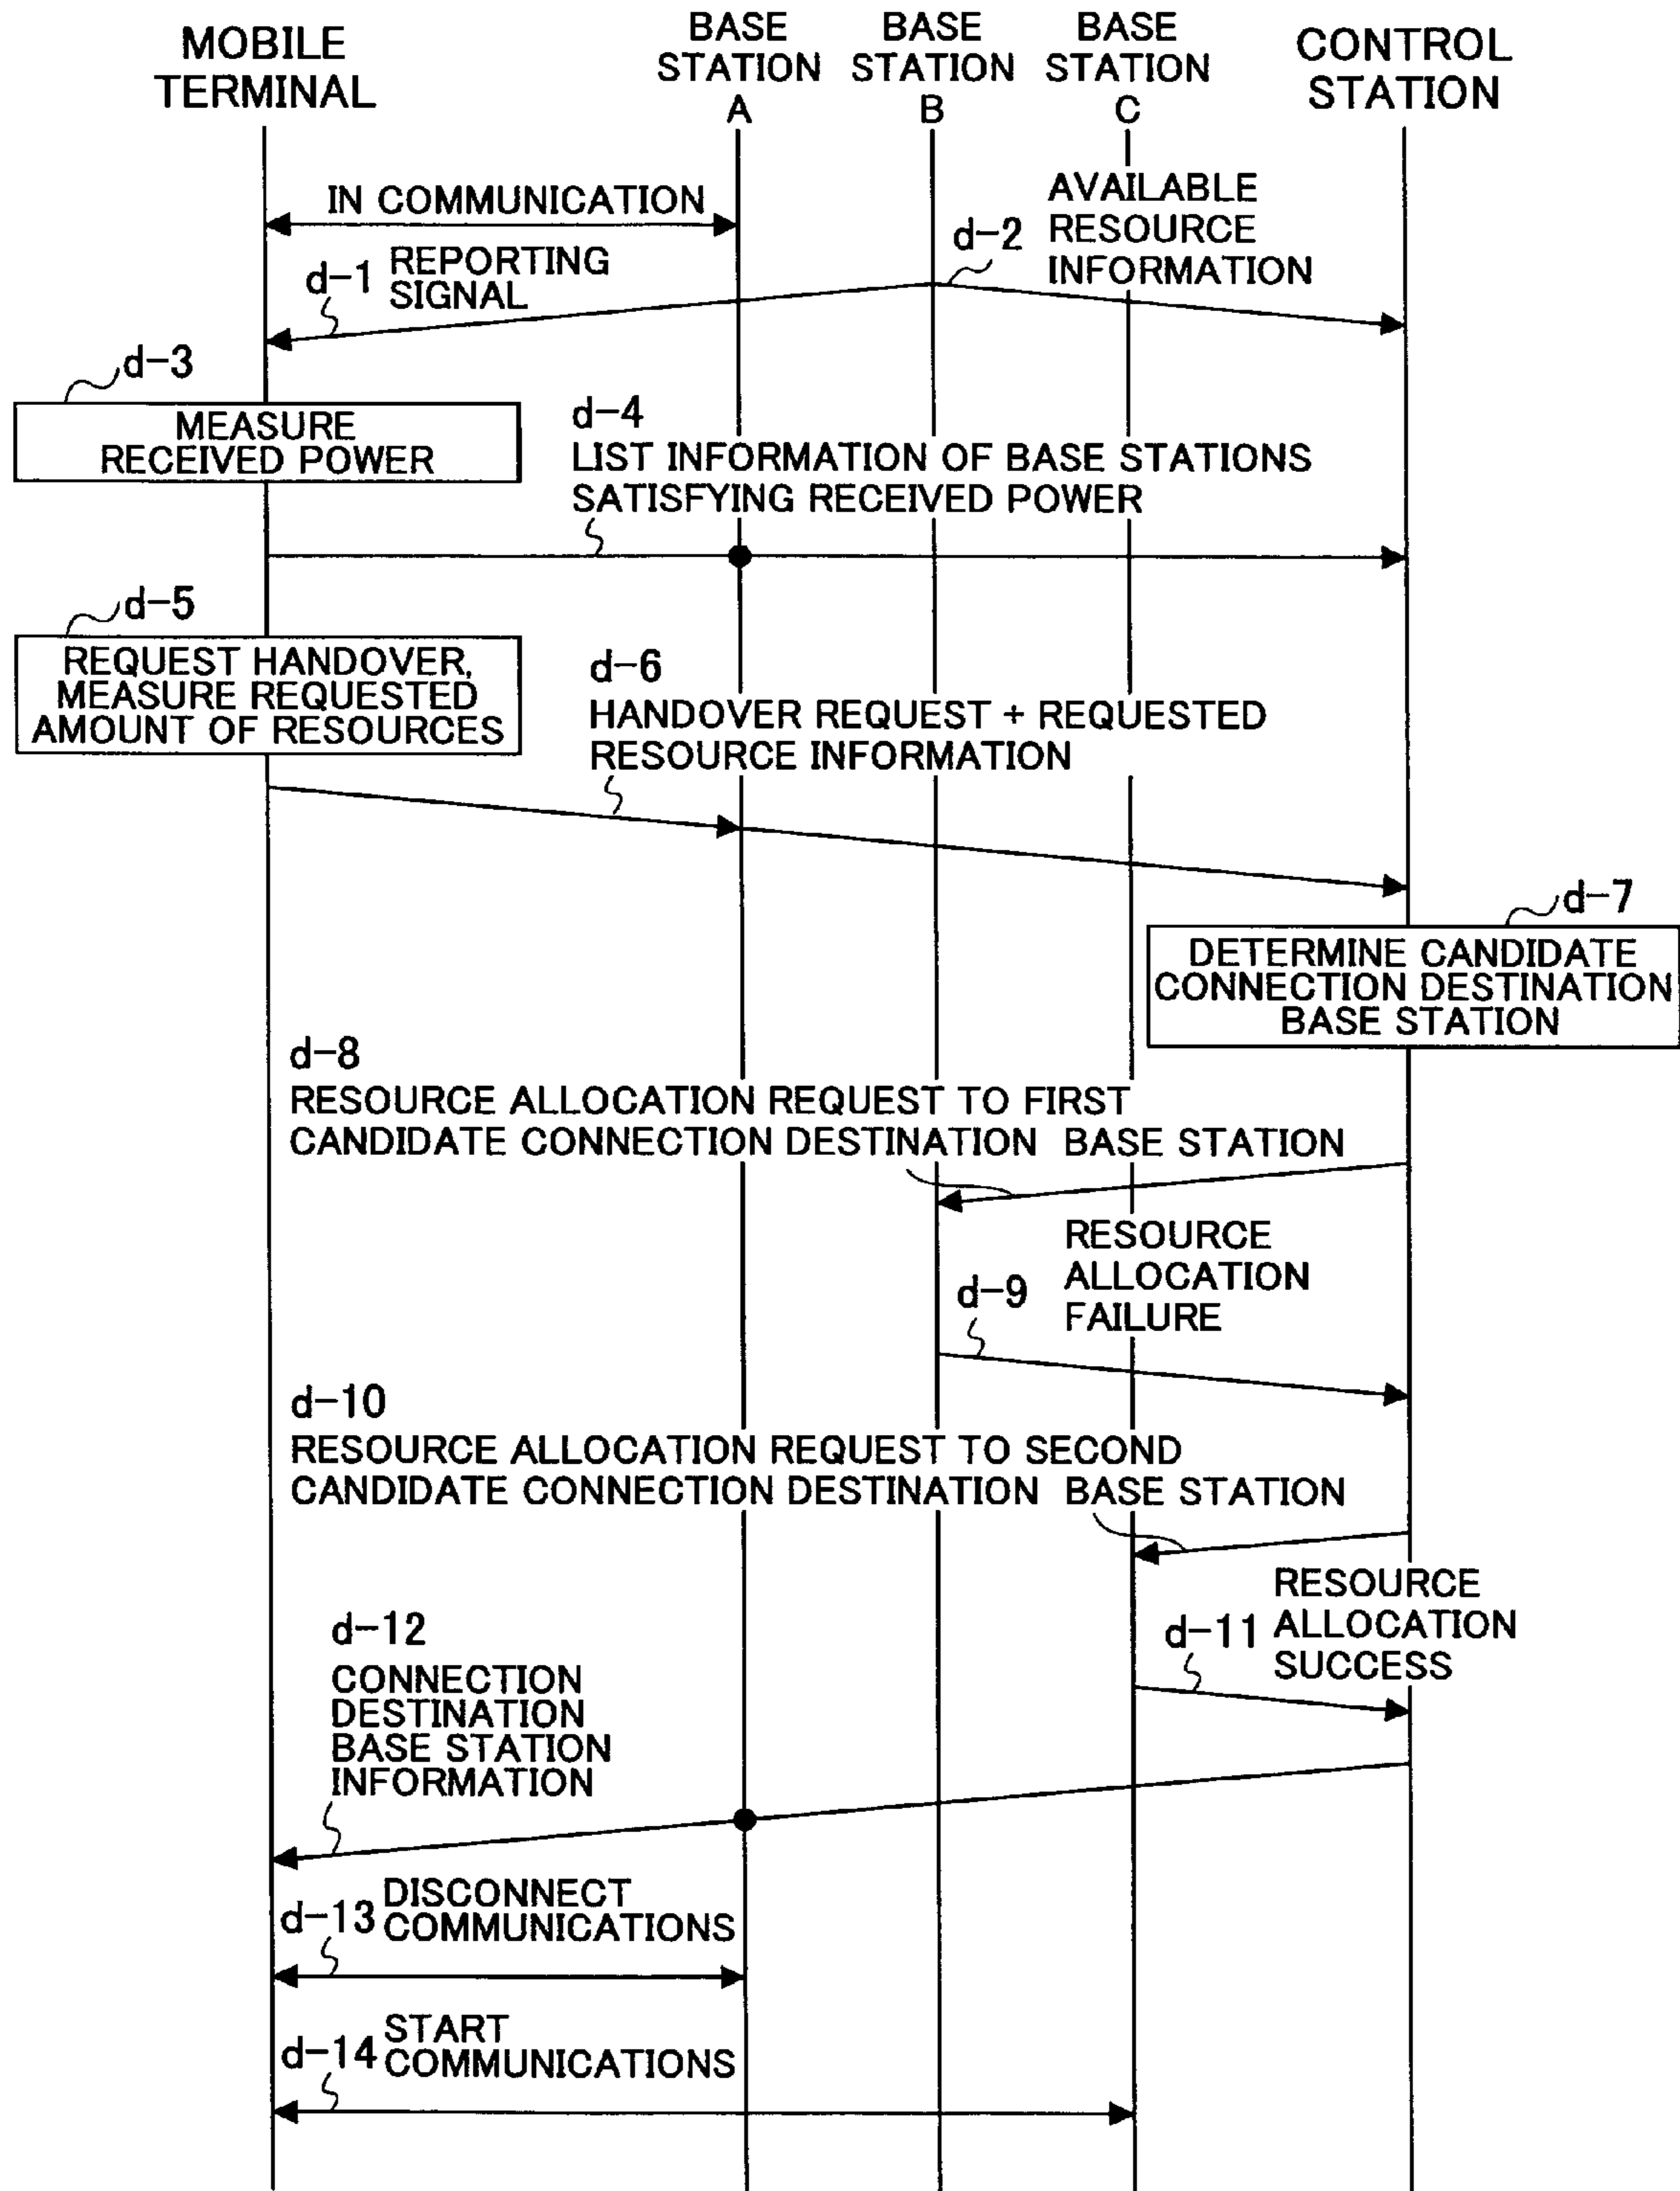 MOBILE
TERMINAL
BASE
STATION
A
BASE
STATION
B
BASE
STATION
C
CONTROL
STATION
IN COMMUNICATION
d-1
REPORTING
SIGNAL
d-2
AVAILABLE
RESOURCE
INFORMATION
d-3
MEASURE
RECEIVED POWER
d-4
LIST INFORMATION OF BASE STATIONS
SATISFYING RECEIVED POWER
d-5
REQUEST HANDOVER,
MEASURE REQUESTED
AMOUNT OF RESOURCES
d-6
HANDOVER REQUEST + REQUESTED
RESOURCE INFORMATION
d-7
DETERMINE CANDIDATE
CONNECTION DESTINATION
BASE STATION
d-8
RESOURCE ALLOCATION REQUEST TO FIRST
CANDIDATE CONNECTION DESTINATION BASE STATION
d-9
RESOURCE
ALLOCATION
FAILURE
d-10
RESOURCE ALLOCATION REQUEST TO SECOND
CANDIDATE CONNECTION DESTINATION BASE STATION
d-11
RESOURCE
ALLOCATION
SUCCESS
d-12
CONNECTION
DESTINATION
BASE STATION
INFORMATION
d-13
DISCONNECT
COMMUNICATIONS
d-14
START
COMMUNICATIONS